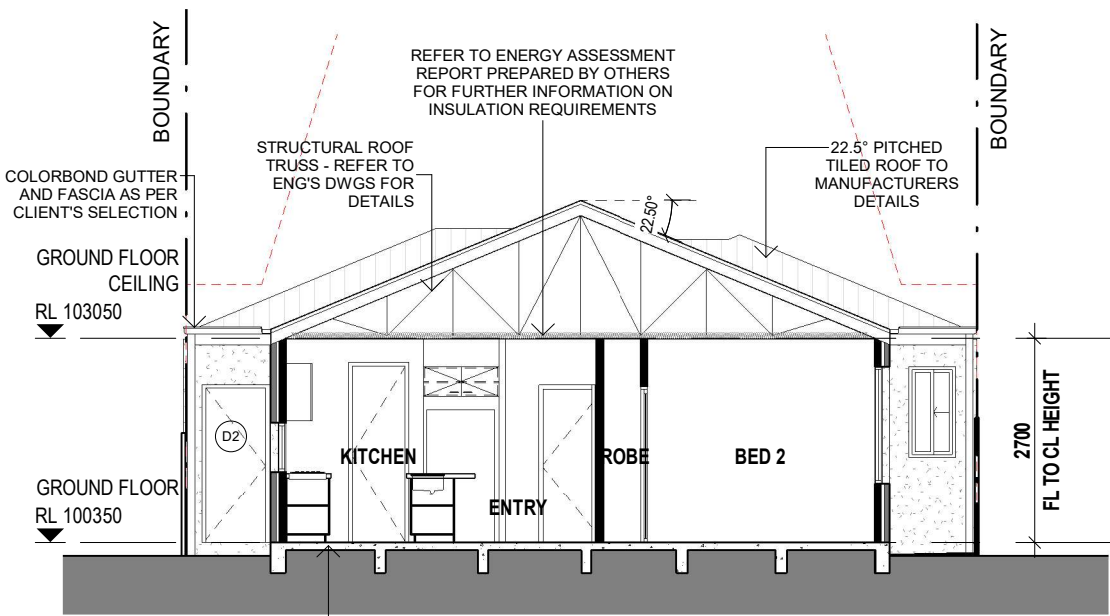 BOUNDARY
BOUNDARY
REFER TO ENERGY ASSESSMENT
REPORT PREPARED BY OTHERS
FOR FURTHER INFORMATION ON
INSULATION REQUIREMENTS
STRUCTURAL ROOF
TRUSS - REFER TO
ENG'S DWGS FOR
DETAILS
22.5° PITCHED
TILED ROOF TO
MANUFACTURERS
DETAILS
COLORBOND GUTTER
AND FASCIA AS PER
CLIENT'S SELECTION
22.50°
GROUND FLOOR
CEILING
RL 103050
D2
KITCHEN
ROBE
BED 2
ENTRY
2700
FL TO CL HEIGHT
GROUND FLOOR
RL 100350